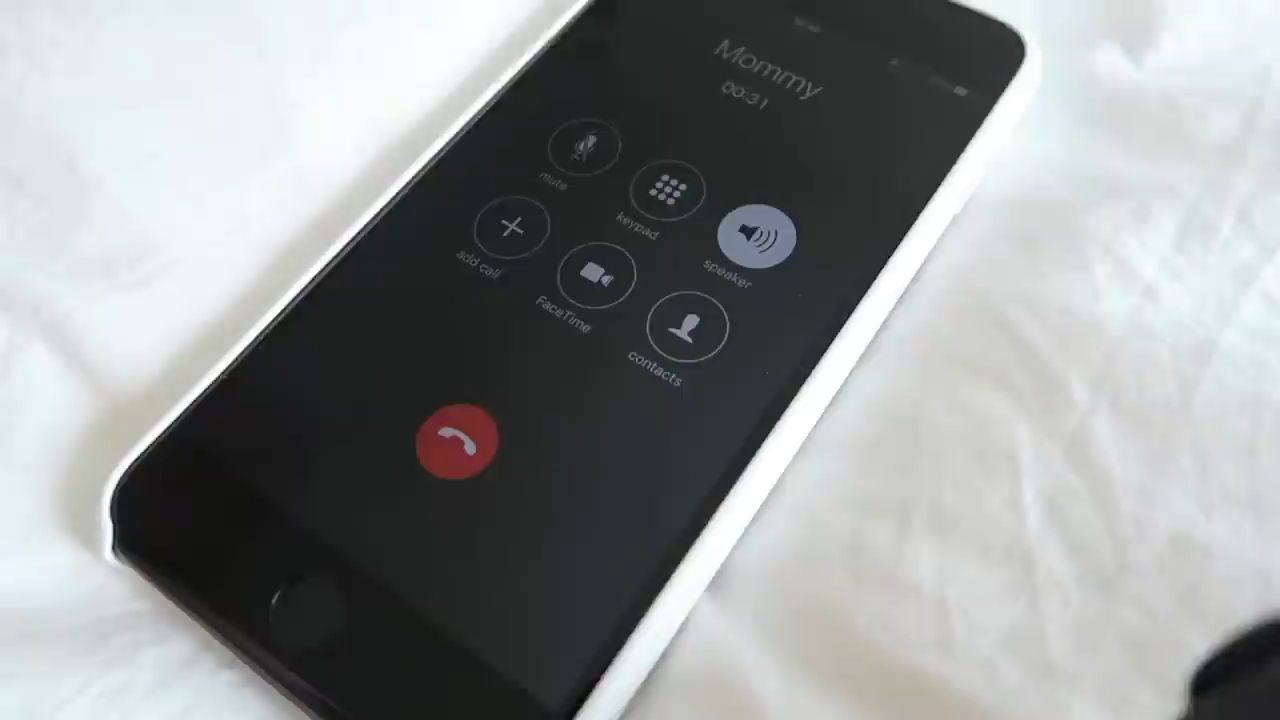 Mommy
00:31
mute
keypad
speaker
add call
FaceTime
contacts